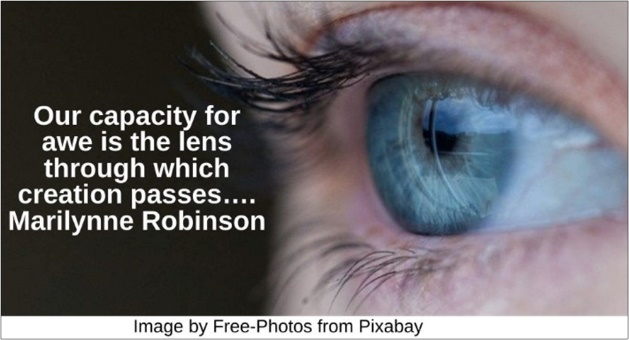 Our capacity for
awe is the lens
through which
creation passes....
Marilynne Robinson
Image by Free-Photos from Pixabay